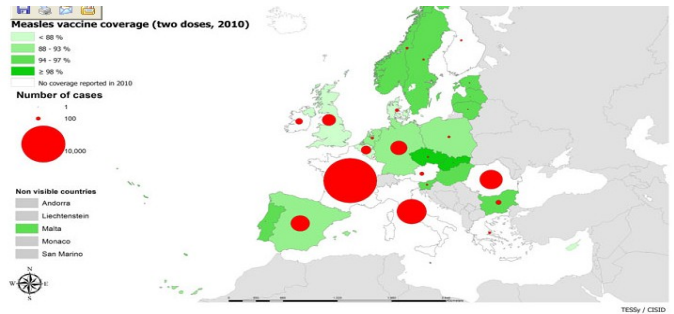 Measles vaccine coverage (two doses, 2010)
< 88 %
88 - 93 %
94 - 97 %
≥ 98 %
No coverage reported in 2010
Number of cases
1
100
10,000
Non visible countries
Andorra
Liechtenstein
Malta
Monaco
San Marino
N
W
E
S
TESSy / CISID